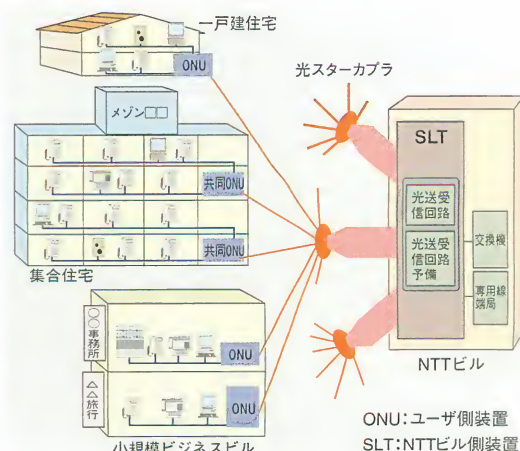 一戸建住宅
ONU
メゾン□□
共同ONU
共同ONU
集合住宅
○○事務所
ONU
△△旅行
ONU
小規模ビジネスビル
光スターカプラ
SLT
光送受
信回路
光送受
信回路
予備
交換機
専用線
端局
NTTビル
ONU:ユーザ側装置
SLT:NTTビル側装置